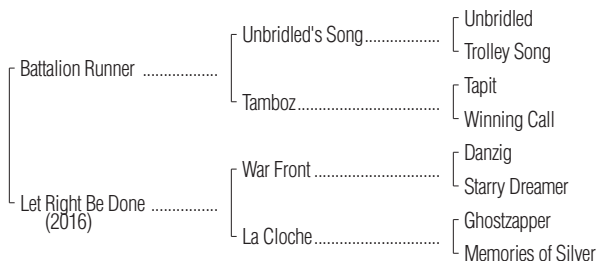 Unbridled
Unbridled's Song..................
Trolley Song
Battalion Runner ..................
Tapit
Tamboz..................................
Winning Call
Danzig
War Front ..............................
Starry Dreamer
Let Right Be Done ................
(2016)
Ghostzapper
La Cloche..............................
Memories of Silver